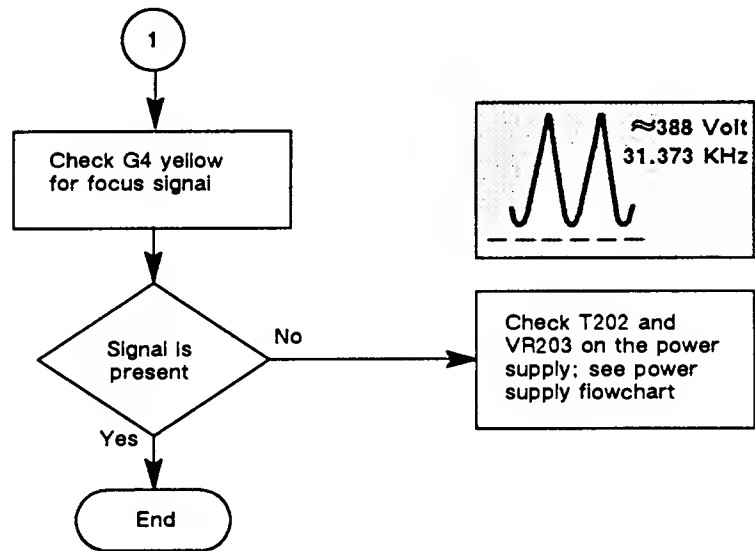 1
Check G4 yellow
for focus signal
≈388 Volt
31.373 KHz
Signal is
present
No
Check T202 and
VR203 on the power
supply; see power
supply flowchart
Yes
End